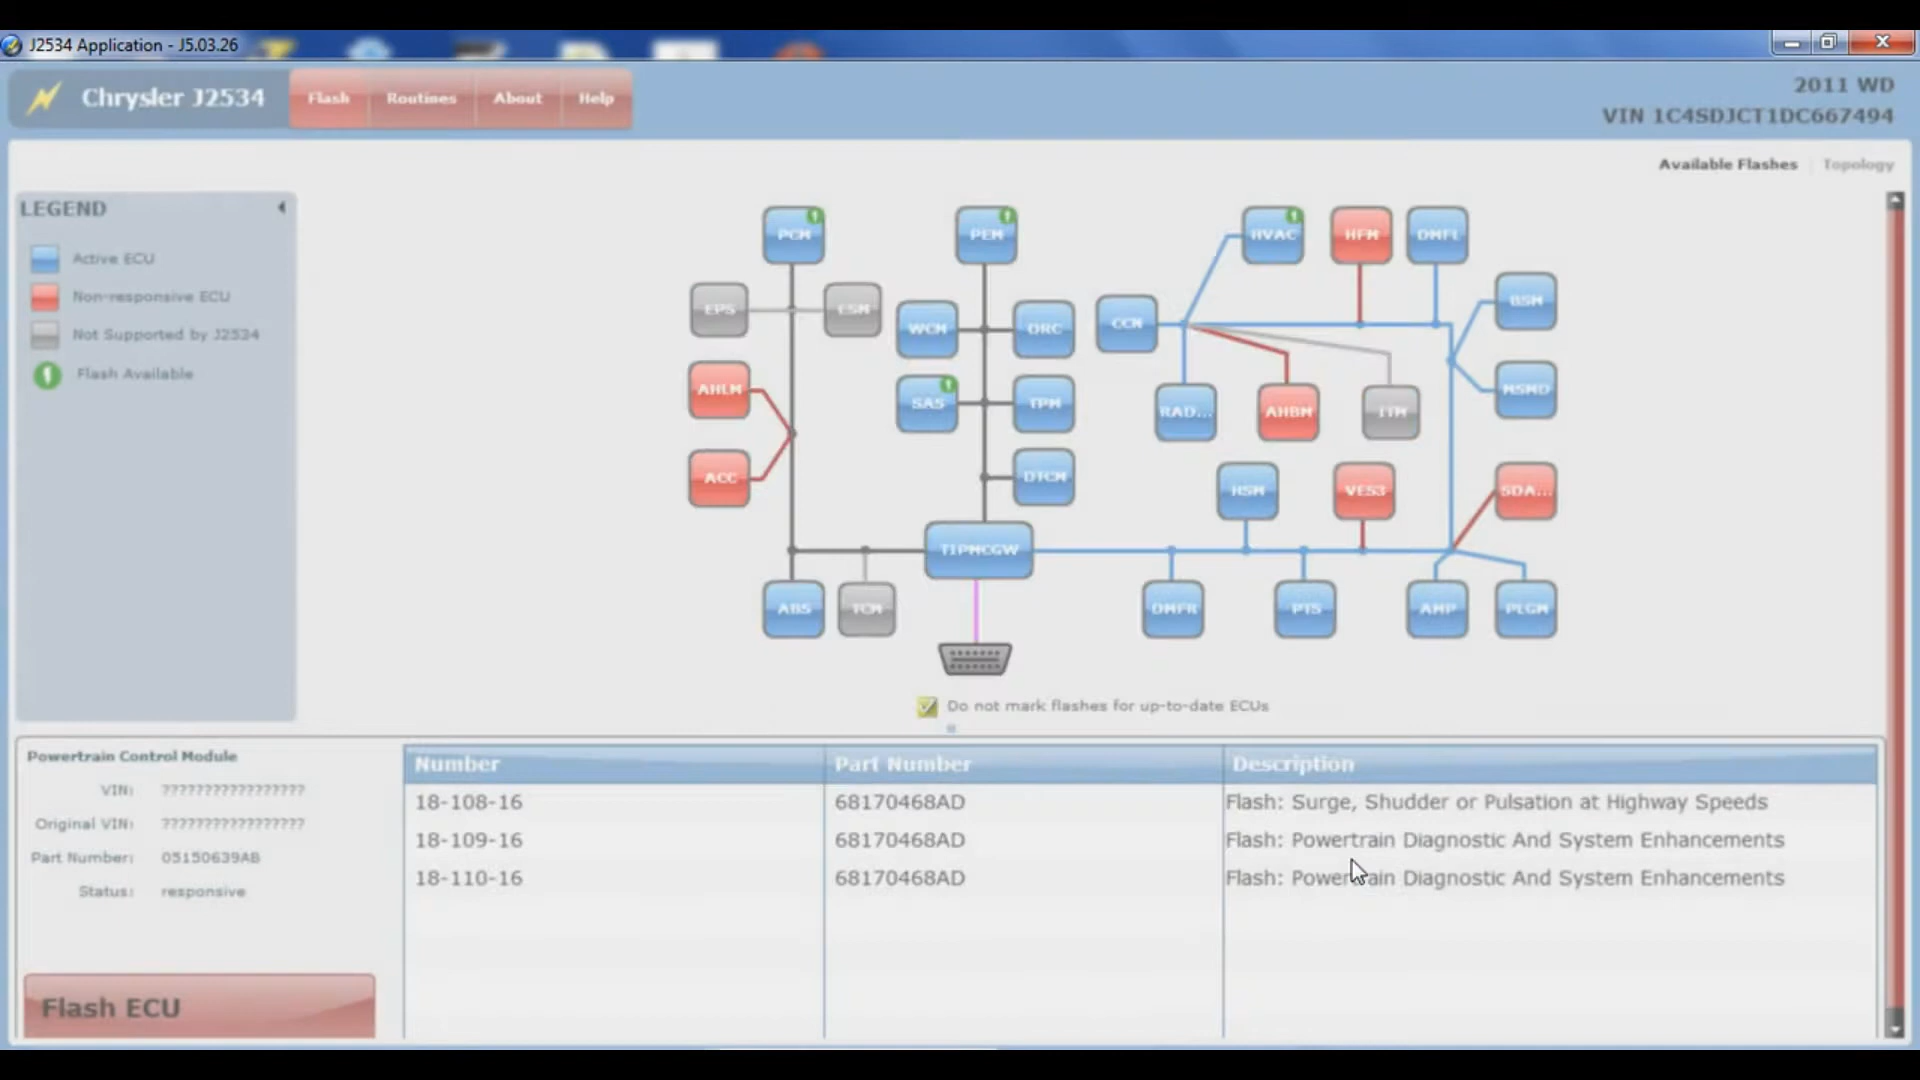 J2534 Application - J5.03.26
Chrysler J2534
Flash
Routines
About
Help
2011 WD
VIN 1C4SDJCT1DC667494
Available Flashes
Topology
LEGEND
Active ECU
Non-responsive ECU
Not Supported by J2534
Flash Available
PCM
PEM
HVAC
HFM
DMFL
EPS
ESM
WCM
ORC
CCN
BSM
AHLM
SAS
TPM
RAD...
AHBM
ITM
MSMD
ACC
DTCM
HSM
VES3
SDA...
TIPMCGW
ABS
TCM
DMFR
PTS
AMP
PLGM
Do not mark flashes for up-to-date ECUs
Powertrain Control Module
VIN: ?????????????????
Original VIN: ?????????????????
Part Number: 05150639AB
Status: responsive
Flash ECU
Number Part Number Description
18-108-16 68170468AD Flash: Surge, Shudder or Pulsation at Highway Speeds
18-109-16 68170468AD Flash: Powertrain Diagnostic And System Enhancements
18-110-16 68170468AD Flash: Powertrain Diagnostic And System Enhancements